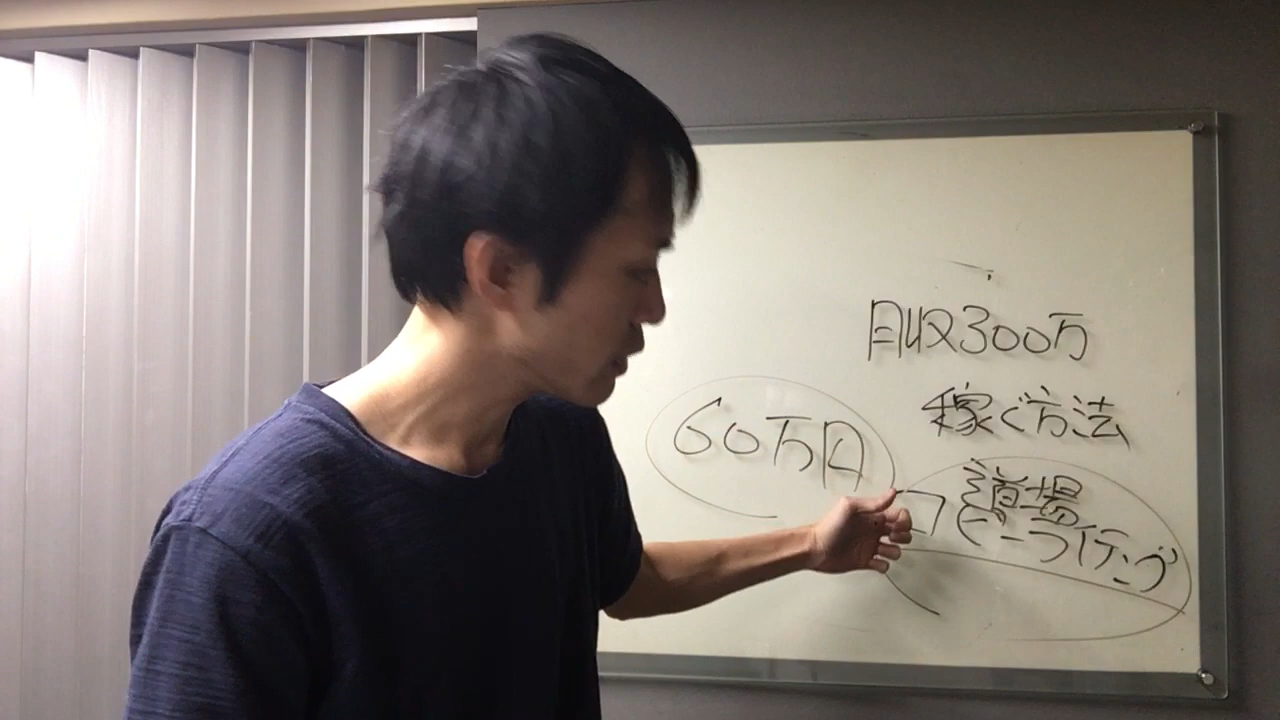 月収300万
稼ぐ方法
60万円
道場
コピーライティング